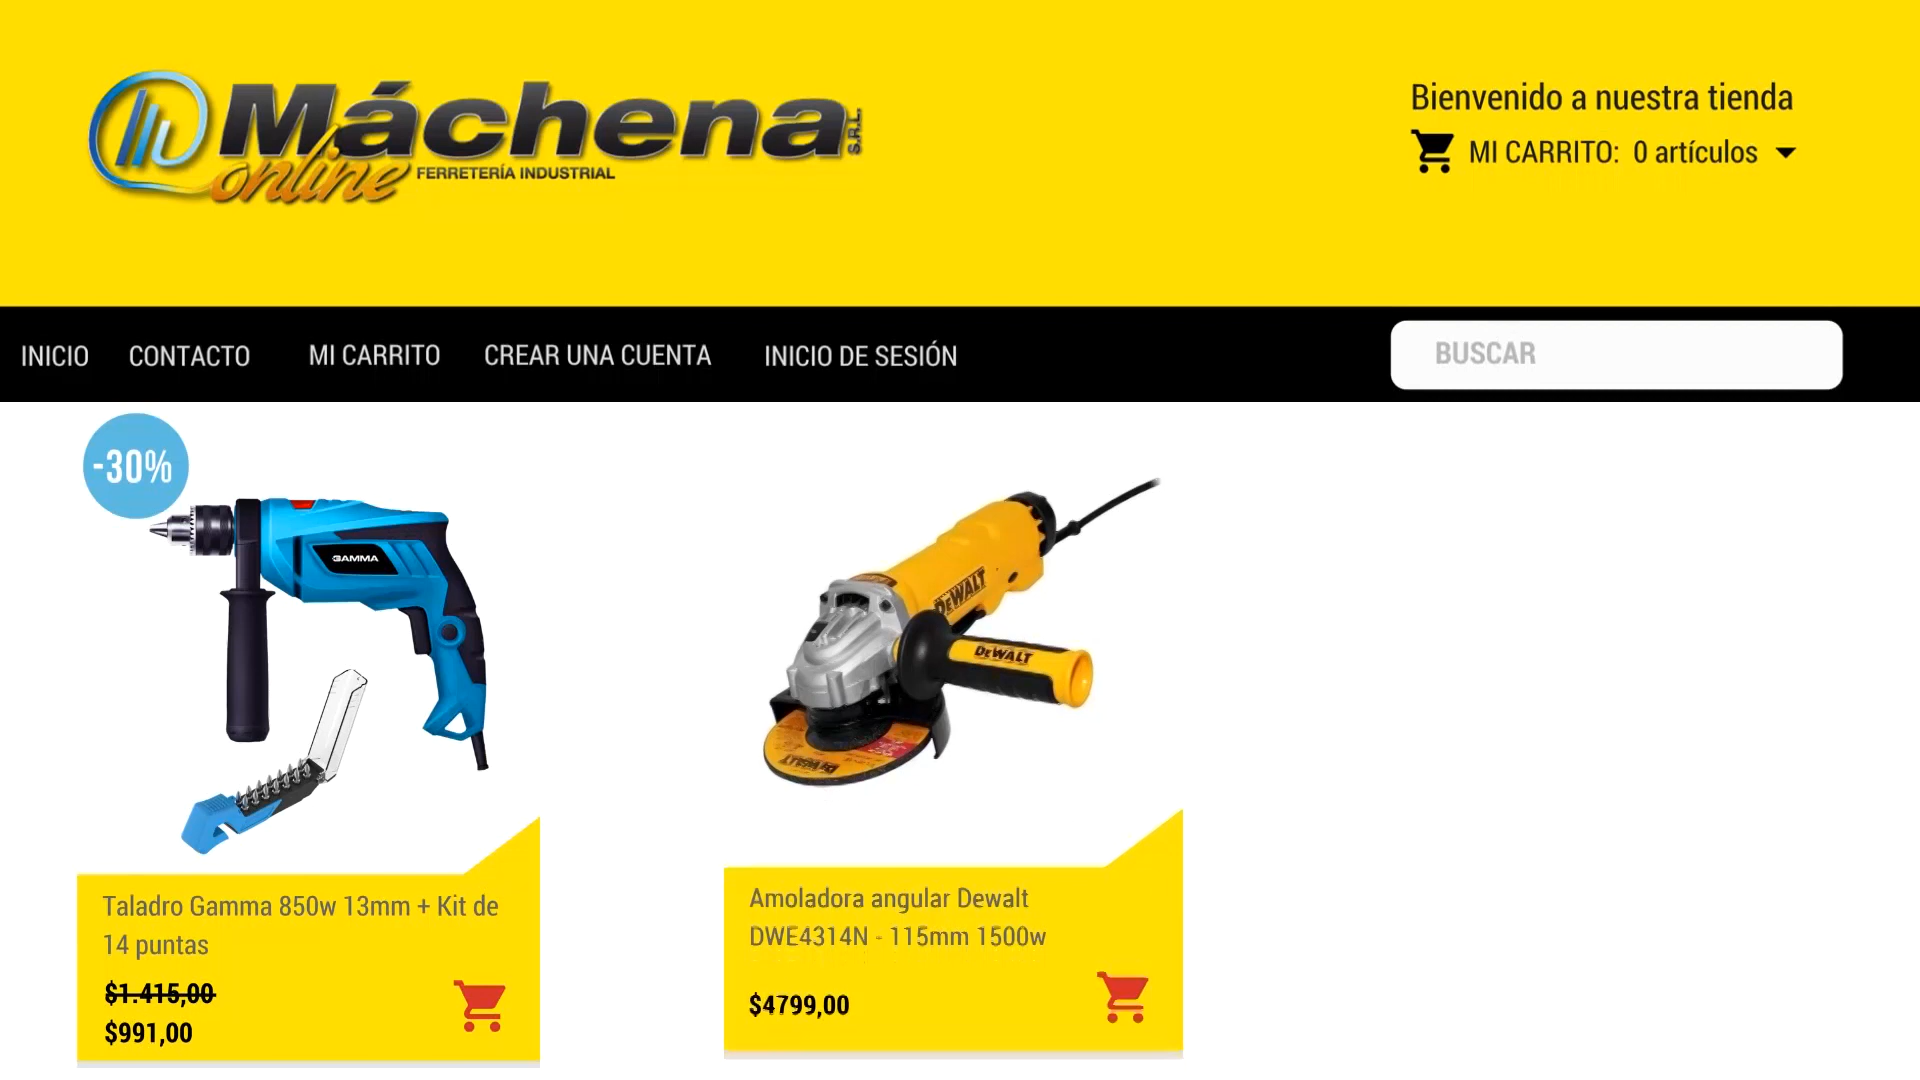 Máchena S.R.L.
online FERRETERÍA INDUSTRIAL
Bienvenido a nuestra tienda
MI CARRITO: 0 artículos
INICIO CONTACTO MI CARRITO CREAR UNA CUENTA INICIO DE SESIÓN BUSCAR
-30%
GAMMA
DEWALT
DEWALT
DEWALT
Taladro Gamma 850w 13mm + Kit de
14 puntas
$1.415,00
$991,00
Amoladora angular Dewalt
DWE4314N - 115mm 1500w
$4799,00